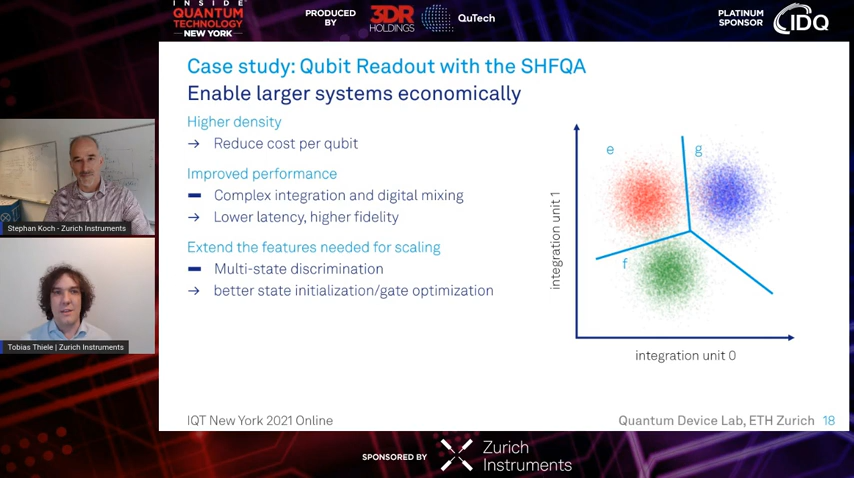 INSIDE
QUANTUM
TECHNOLOGY
NEW YORK
PRODUCED
BY
3DR
HOLDINGS
QuTech
PLATINUM
SPONSOR
IDQ
Case study: Qubit Readout with the SHFQA
Enable larger systems economically
Higher density
→ Reduce cost per qubit
Improved performance
Complex integration and digital mixing
→ Lower latency, higher fidelity
Extend the features needed for scaling
Multi-state discrimination
→ better state initialization/gate optimization
e
g
f
integration unit 1
integration unit 0
Stephan Koch - Zurich Instruments
Tobias Thiele | Zurich Instruments
IQT New York 2021 Online
Quantum Device Lab, ETH Zurich 18
SPONSORED BY
Zurich
Instruments